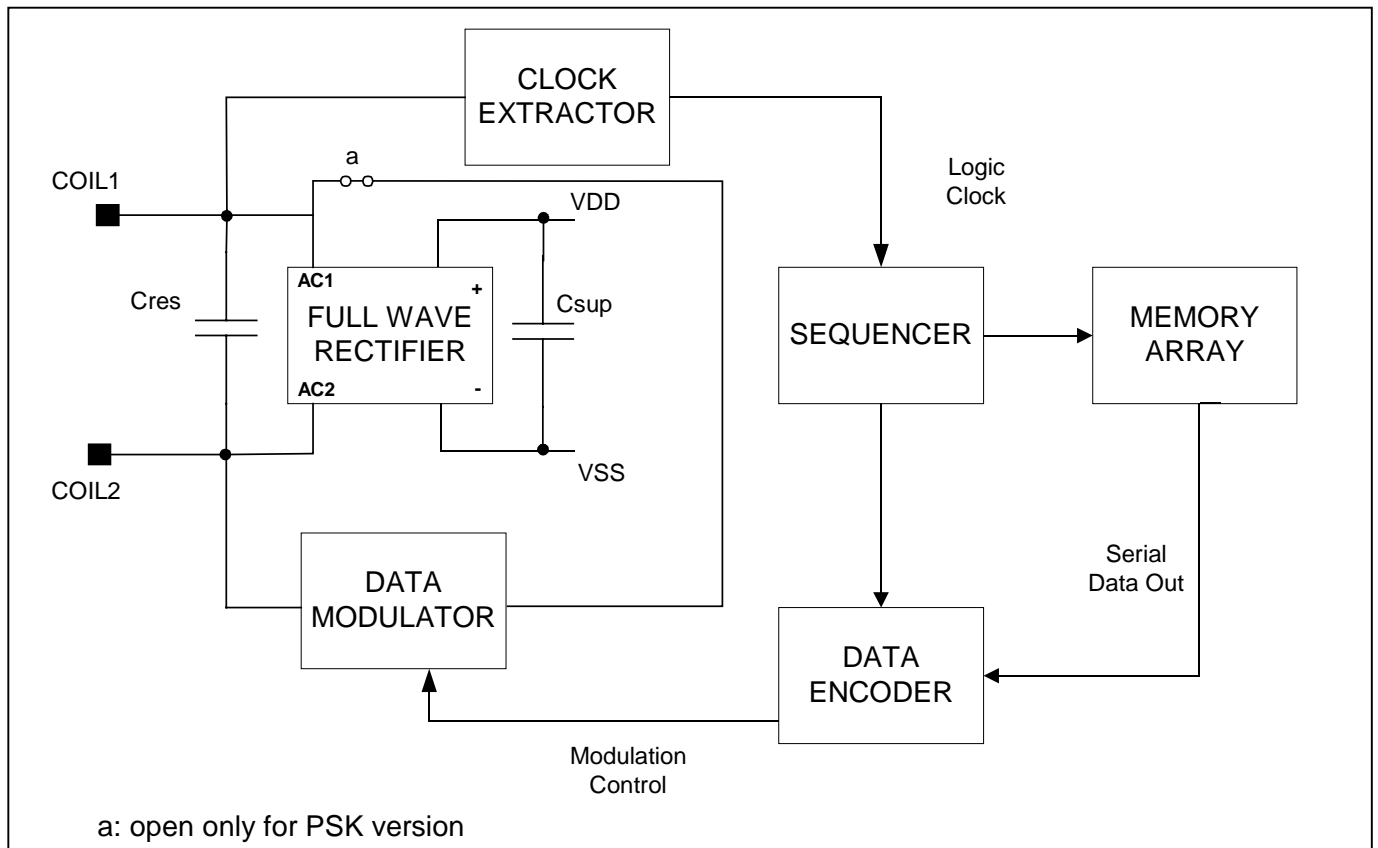 CLOCK
EXTRACTOR
a
COIL1
Logic
Clock
VDD
AC1
+
Cres
FULL WAVE
RECTIFIER
Csup
SEQUENCER
MEMORY
ARRAY
AC2
-
COIL2
VSS
DATA
MODULATOR
Serial
Data Out
DATA
ENCODER
Modulation
Control
a: open only for PSK version